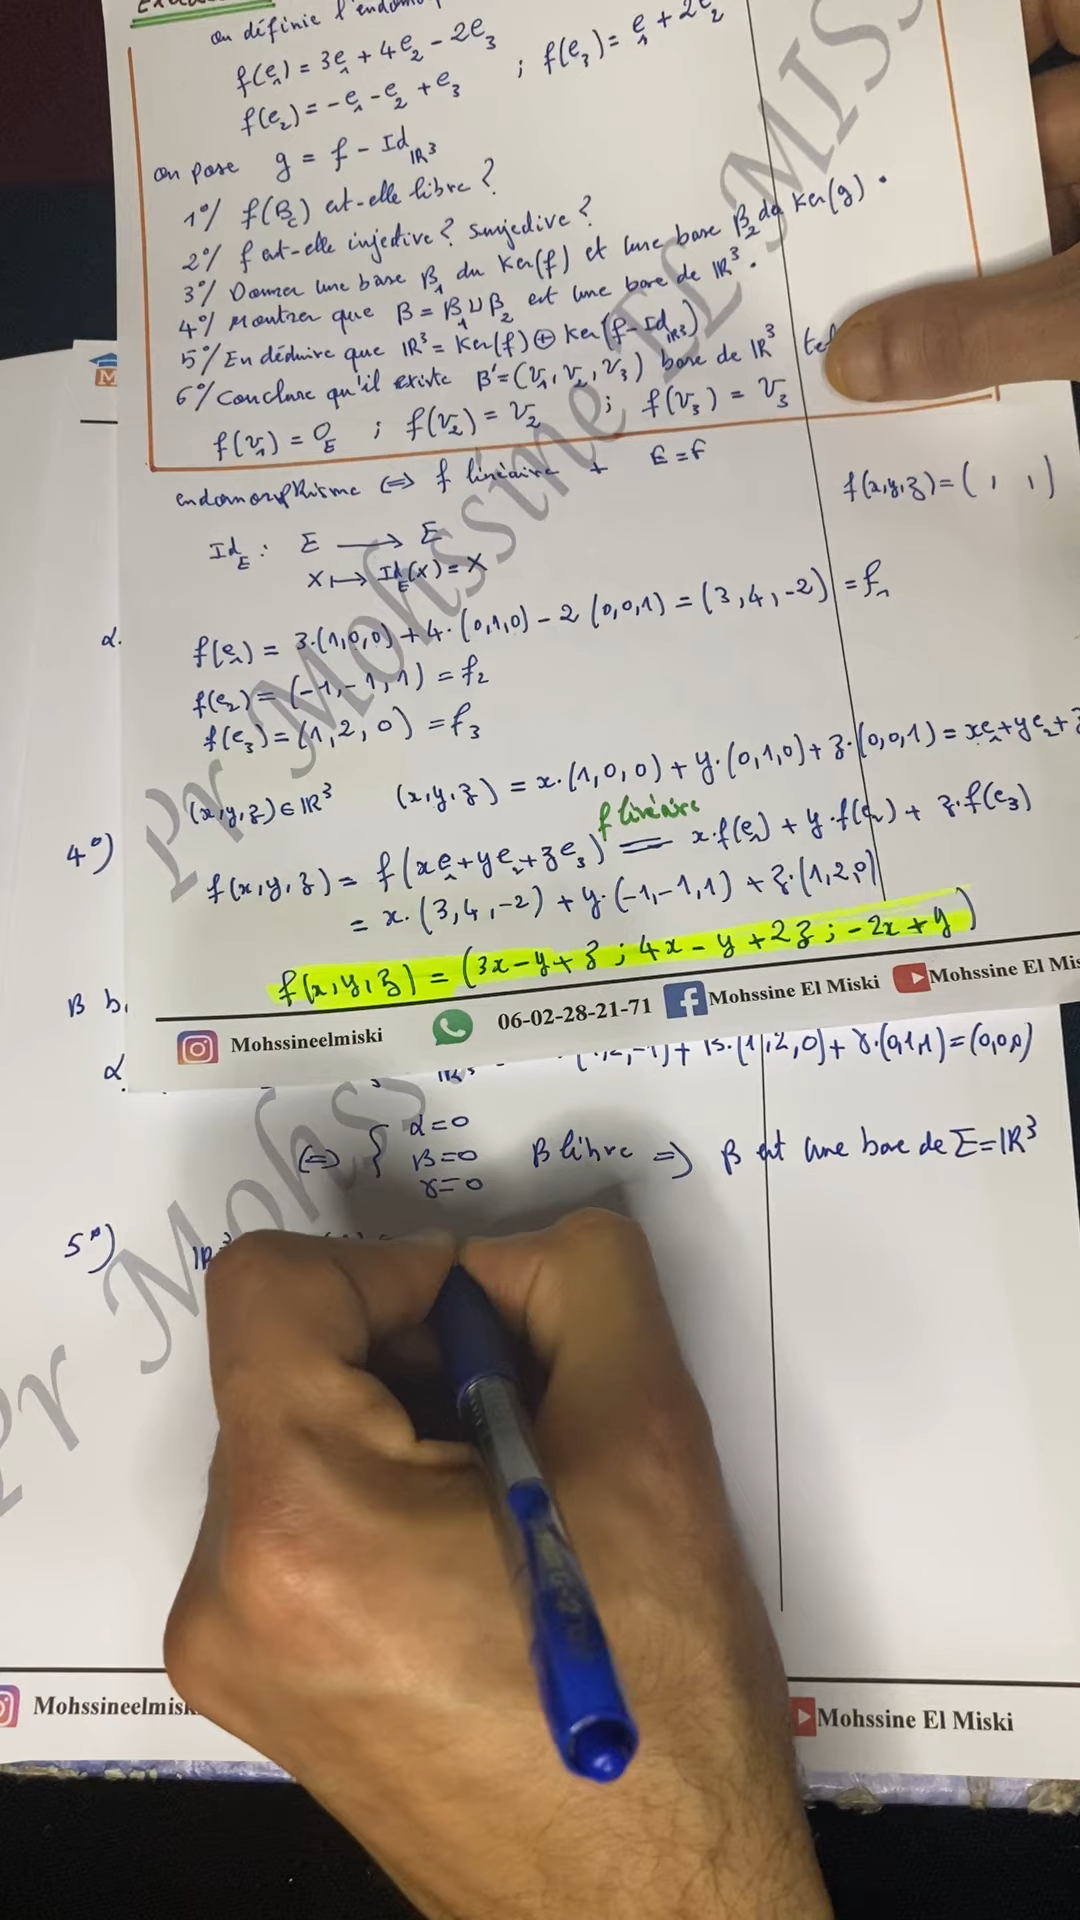 on définie l'endomorp
f(e₁) = 3e₁ + 4e₂ - 2e₃ ; f(e₃) = e₁ + 2e₂
f(e₂) = -e₁ - e₂ + e₃
on pose g = f - Id_IR³
1°/ f(Bc) est-elle libre ?
2°/ f est-elle injective ? surjective ?
3°/ Donner une base B₁ du Ker(f) et une base B₂ de Ker(g).
4°/ Montrer que B = B₁ ∪ B₂ est une base de IR³.
5°/ En déduire que IR³ = Ker(f) ⊕ Ker(f - Id_IR³)
6°/ Conclure qu'il existe B' = (v₁, v₂, v₃) base de IR³ tel
f(v₁) = 0_E ; f(v₂) = v₂ ; f(v₃) = v₃
endomorphisme ⟺ f linéaire + E = F
f(x,y,z) = ( , , )
Id_E : E ⟶ E
X ⟼ Id_E(X) = X
f(e₁) = 3.(1,0,0) + 4.(0,1,0) - 2(0,0,1) = (3,4,-2) = f₁
f(e₂) = (-1,-1,1) = f₂
f(e₃) = (1,2,0) = f₃
(x,y,z) ∈ IR³ (x,y,z) = x.(1,0,0) + y.(0,1,0) + z.(0,0,1) = xe₁ + ye₂ + z
f linéaire
4°)
f(x,y,z) = f(xe₁ + ye₂ + ze₃) = x.f(e₁) + y.f(e₂) + z.f(e₃)
= x.(3,4,-2) + y.(-1,-1,1) + z.(1,2,0)
f(x,y,z) = (3x-y+z ; 4x-y+2z ; -2x+y)
B b.
Mohssineelmiski 06-02-28-21-71 Mohssine El Miski Mohssine El Mis
α
+ B.(1,2,0) + γ.(0,1,1) = (0,0,0)
⟺ { α = 0
β = 0
γ = 0
B libre ⟹ B est une base de E = IR³
5°)
Mohssineelmisk Mohssine El Miski
Pr Mohssine El MIS
Pr Mohss